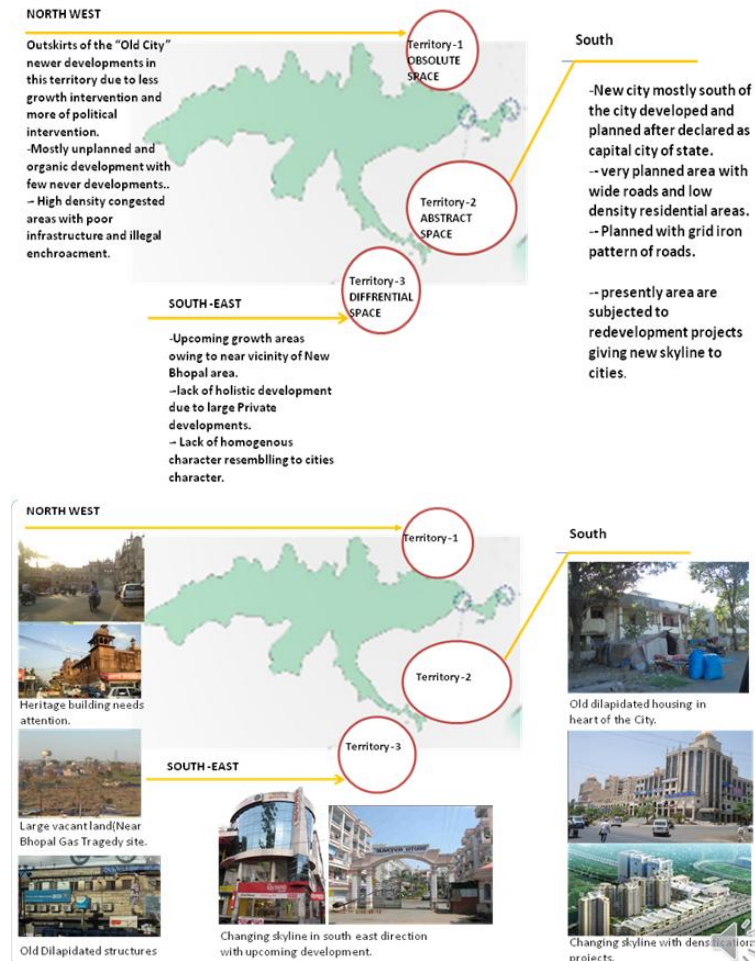 NORTH WEST
Outskirts of the “Old City”
newer developments in
this territory due to less
growth intervention and
more of political
intervention.
-Mostly unplanned and
organic development with
few never developments..
-- High density congested
areas with poor
infrastructure and illegal
enchroacment.
Territory-1
OBSOLUTE
SPACE
South
-New city mostly south of
the city developed and
planned after declared as
capital city of state.
-- very planned area with
wide roads and low
density residential areas.
-- Planned with grid iron
pattern of roads.
-- presently area are
subjected to
redevelopment projects
giving new skyline to
cities.
Territory-2
ABSTRACT
SPACE
Territory-3
DIFFRENTIAL
SPACE
SOUTH -EAST
-Upcoming growth areas
owing to near vicinity of New
Bhopal area.
--lack of holistic development
due to large Private
developments.
-- Lack of homogenous
character resemblling to cities
character.
NORTH WEST
Territory-1
South
Territory-2
Territory-3
Heritage building needs
attention.
SOUTH -EAST
Large vacant land(Near
Bhopal Gas Tragedy site.
Old Dilapidated structures
Changing skyline in south east direction
with upcoming development.
Old dilapidated housing in
heart of the City.
Changing skyline with densificationa
projects.